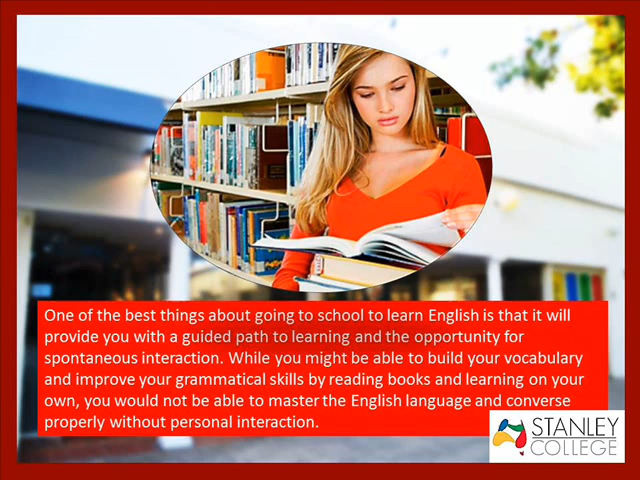 One of the best things about going to school to learn English is that it will
provide you with a guided path to learning and the opportunity for
spontaneous interaction. While you might be able to build your vocabulary
and improve your grammatical skills by reading books and learning on your
own, you would not be able to master the English language and converse
properly without personal interaction.
STANLEY
COLLEGE